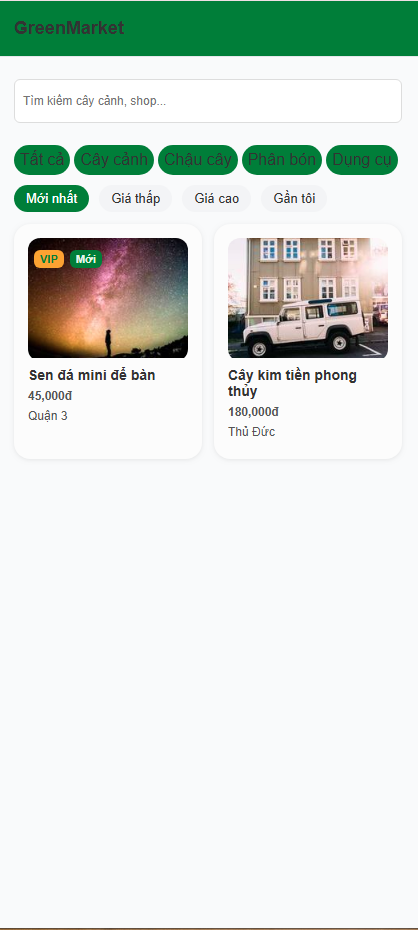 GreenMarket
Tìm kiếm cây cảnh, shop...
Tất cả Cây cảnh Chậu cây Phân bón Dụng cụ
Mới nhất Giá thấp Giá cao Gần tôi
VIP Mới
Sen đá mini để bàn
45,000đ
Quận 3
Cây kim tiền phong
thủy
180,000đ
Thủ Đức